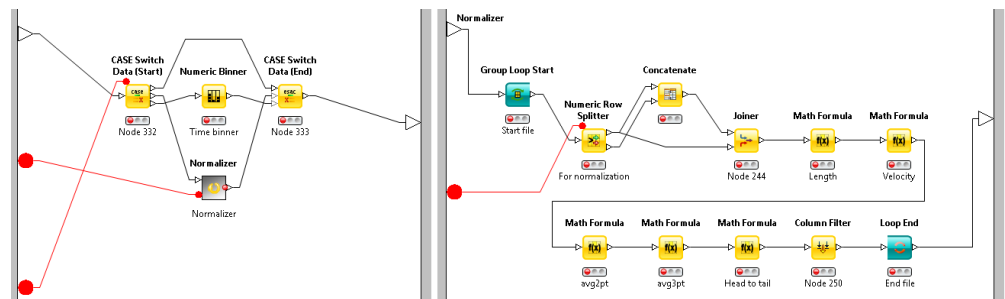 CASE Switch
Data (Start)
Numeric Binner
CASE Switch
Data (End)
case
esac
Node 332
Time binner
Node 333
Normalizer
Normalizer
Normalizer
Group Loop Start
Start file
Numeric Row
Splitter
For normalization
Concatenate
Joiner
Node 244
Math Formula
f(x)
Length
Math Formula
f(x)
Velocity
Math Formula
f(x)
avg2pt
Math Formula
f(x)
avg3pt
Math Formula
f(x)
Head to tail
Column Filter
Node 250
Loop End
End file